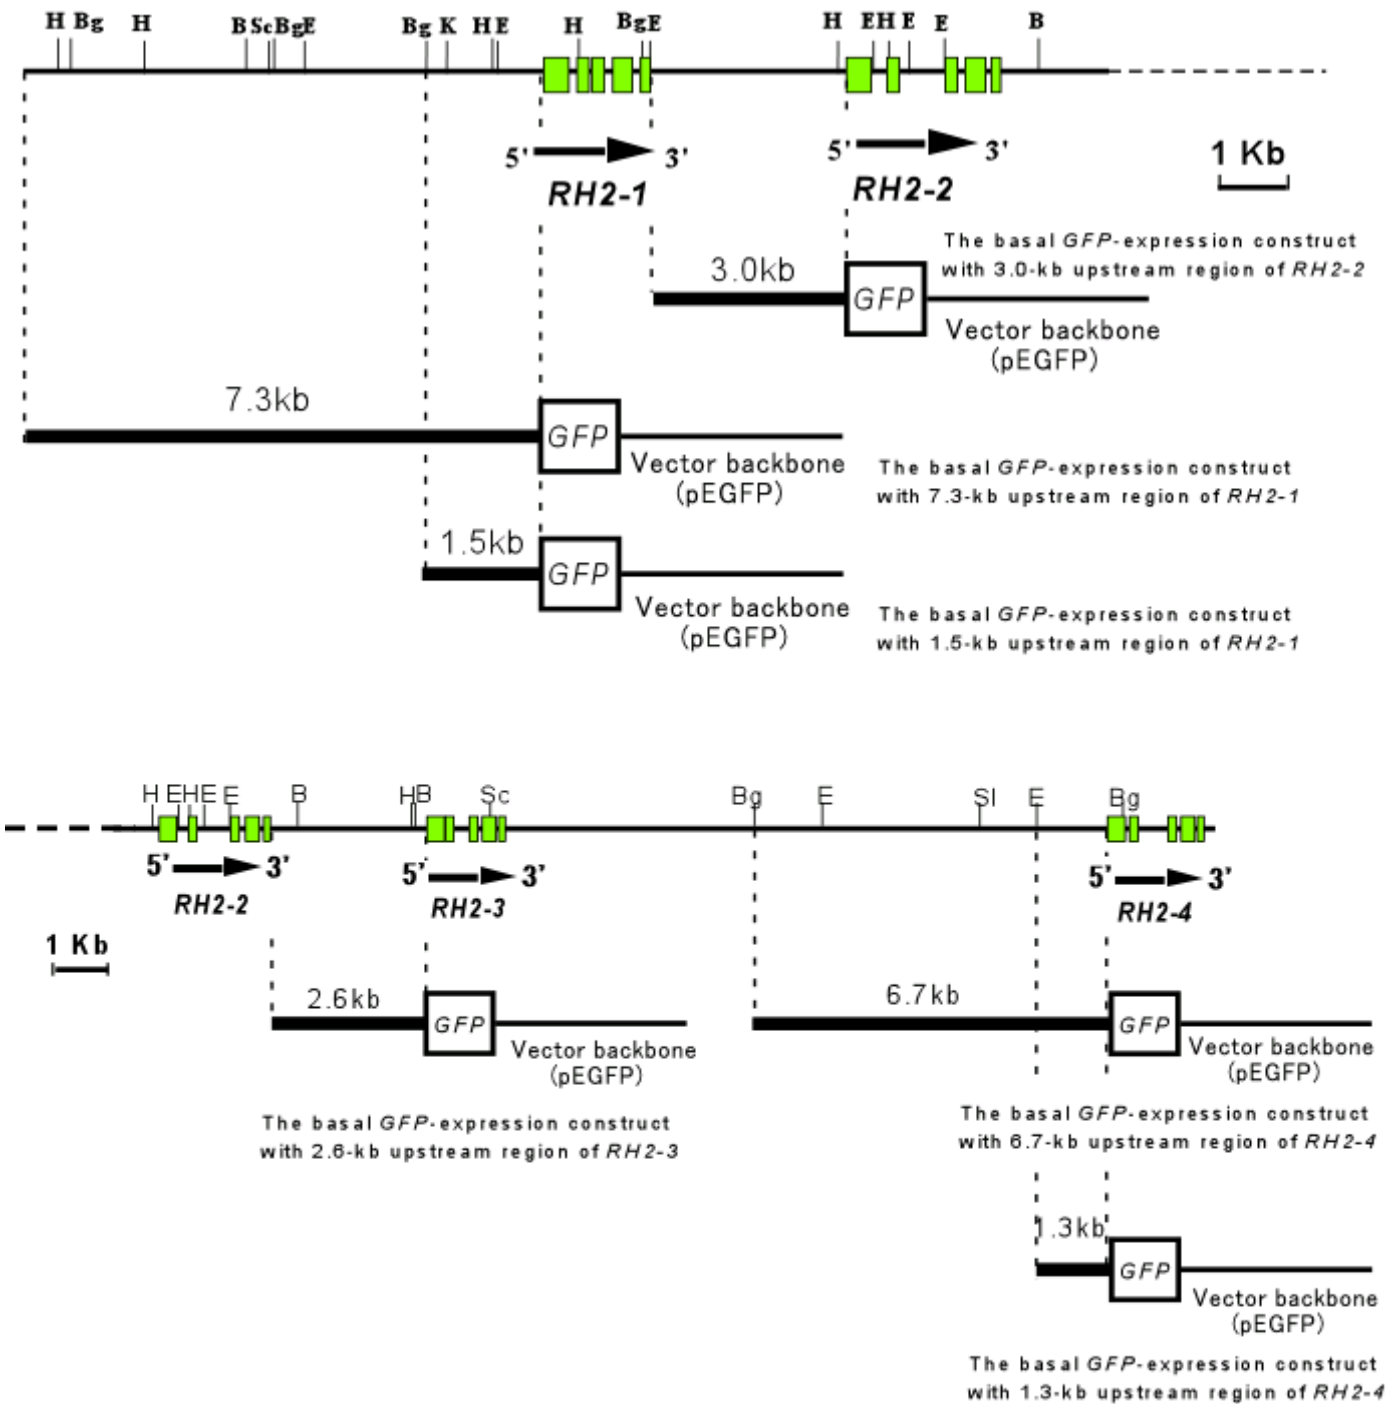 H Bg H B Sc Bg E Bg K H E H Bg E H E H E E B
5' 3' 5' 3'
RH2-1 RH2-2
1 Kb
The basal GFP-expression construct
with 3.0-kb upstream region of RH2-2
3.0kb
GFP
Vector backbone
(pEGFP)
7.3kb
GFP
Vector backbone
(pEGFP)
The basal GFP-expression construct
with 7.3-kb upstream region of RH2-1
1.5kb
GFP
Vector backbone
(pEGFP)
The basal GFP-expression construct
with 1.5-kb upstream region of RH2-1
H E H E E B H B Sc Bg E Sl E Bg
5' 3' 5' 3' 5' 3'
RH2-2 RH2-3 RH2-4
1 Kb
2.6kb
GFP
Vector backbone
(pEGFP)
The basal GFP-expression construct
with 2.6-kb upstream region of RH2-3
6.7kb
GFP
Vector backbone
(pEGFP)
The basal GFP-expression construct
with 6.7-kb upstream region of RH2-4
1.3kb
GFP
Vector backbone
(pEGFP)
The basal GFP-expression construct
with 1.3-kb upstream region of RH2-4